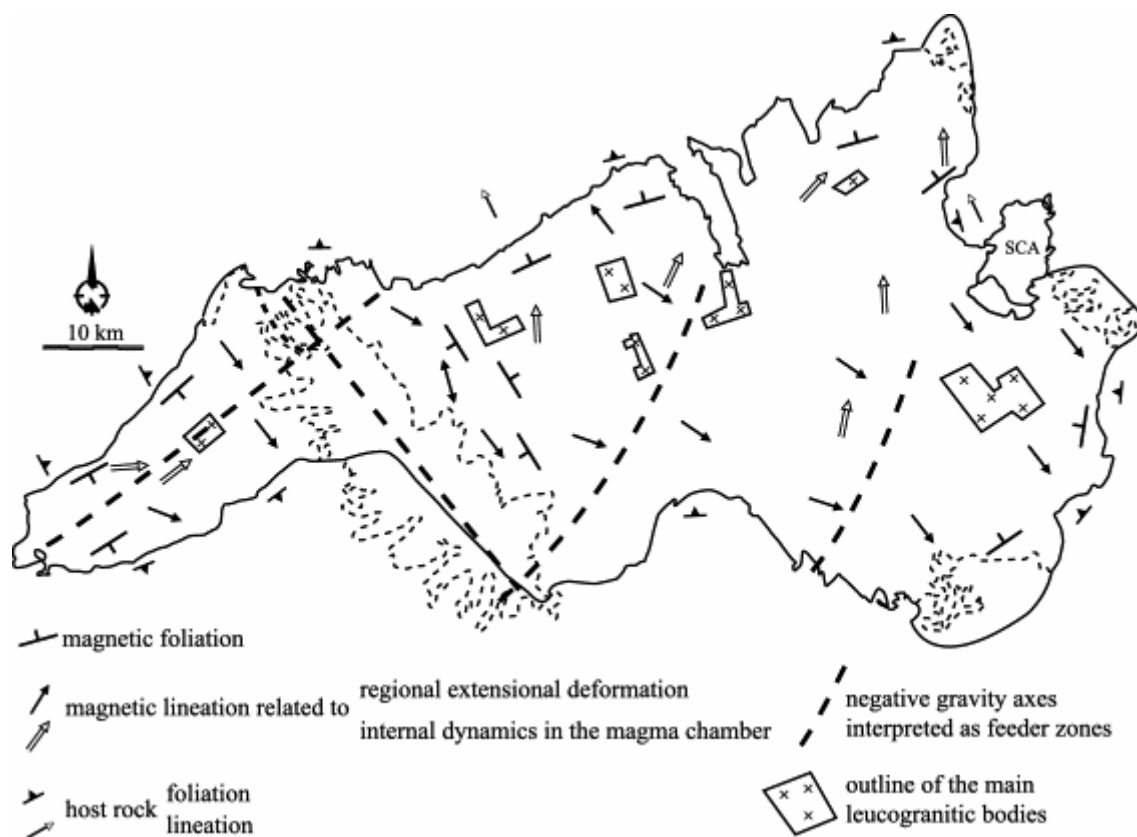 SCA
10 km
magnetic foliation
magnetic lineation related to
regional extensional deformation
internal dynamics in the magma chamber
host rock
foliation
lineation
negative gravity axes
interpreted as feeder zones
outline of the main
leucogranitic bodies